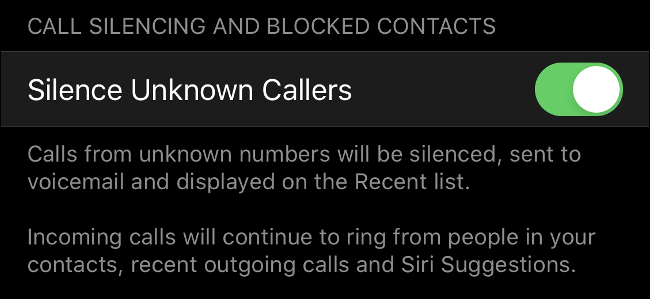 CALL SILENCING AND BLOCKED CONTACTS
Silence Unknown Callers
Calls from unknown numbers will be silenced, sent to
voicemail and displayed on the Recent list.
Incoming calls will continue to ring from people in your
contacts, recent outgoing calls and Siri Suggestions.